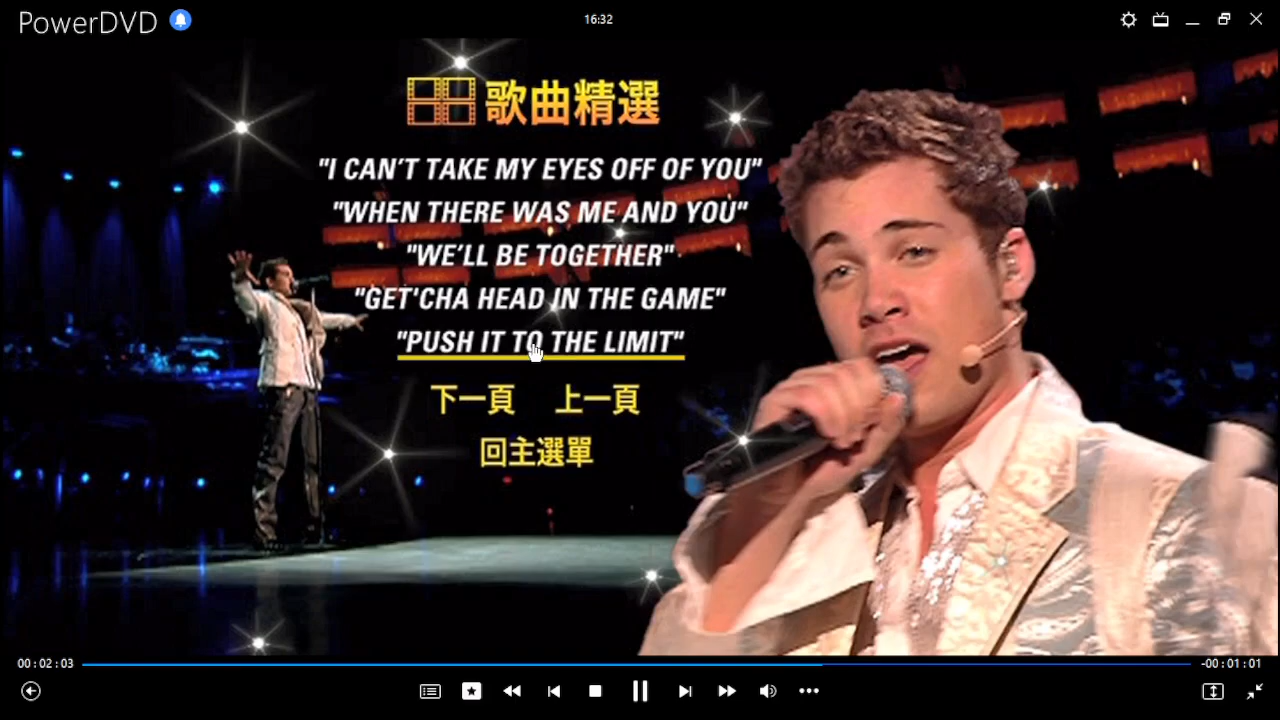 PowerDVD
16:32
歌曲精選
"I CAN'T TAKE MY EYES OFF OF YOU"
"WHEN THERE WAS ME AND YOU"
"WE'LL BE TOGETHER"
"GET'CHA HEAD IN THE GAME"
"PUSH IT TO THE LIMIT"
下一頁 上一頁
回主選單
00:02:03 -00:01:01